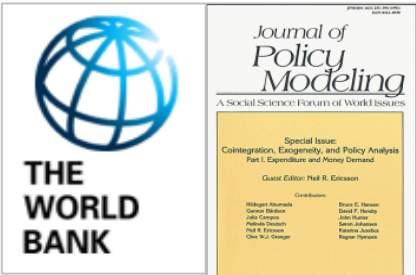 THE
WORLD
BANK
Journal of
Policy
Modeling
A Social Science Forum of World Issues
Special Issue:
Cointegration, Exogeneity, and Policy Analysis
Part I. Expenditure and Money Demand
Guest Editor: Neil R. Ericsson
Contributors
Hildegart Ahumada
Gunnar Bårdsen
Julia Campos
Melinda Deutsch
Neil R. Ericsson
Clive W.J. Granger
Bruce E. Hansen
David F. Hendry
John Hunter
Søren Johansen
Katarina Juselius
Ragnar Nymoen